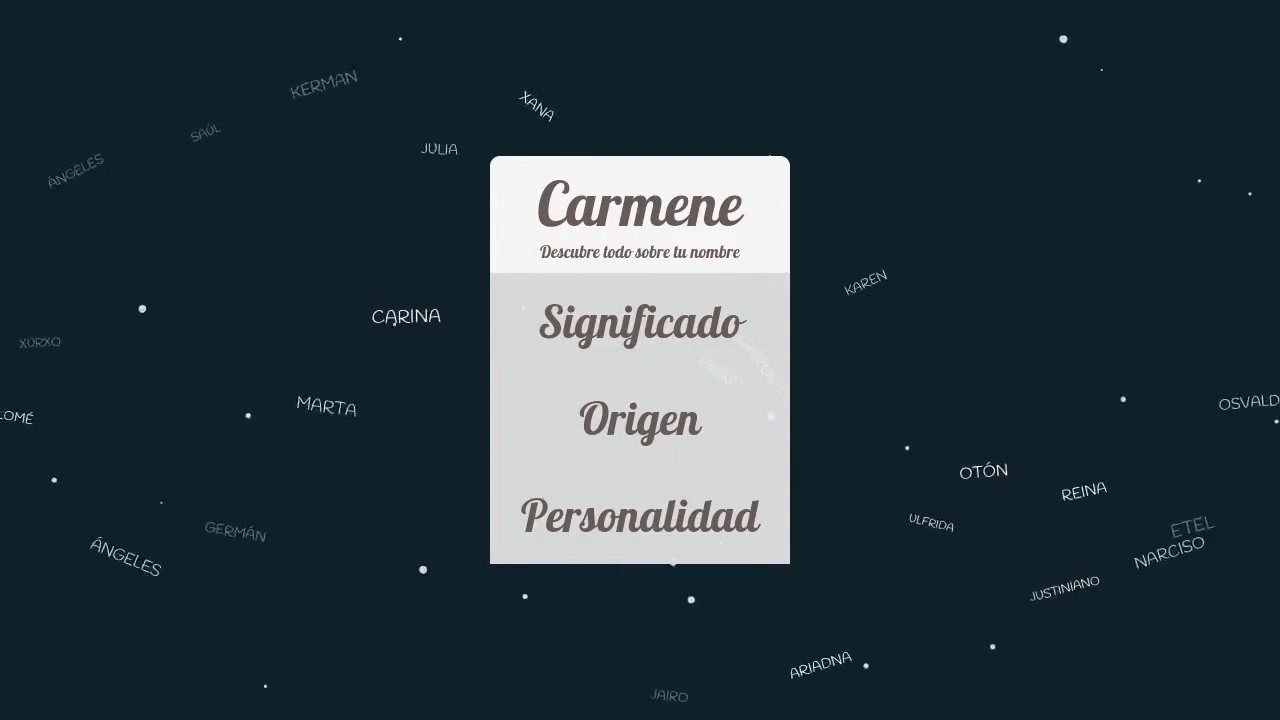 KERMAN
XANA
SAÚL
JULIA
ÁNGELES
Carmene
Descubre todo sobre tu nombre
KAREN
CARINA
Significado
XURXO
MARTA
OSVALD
LOMÉ
Origen
OTÓN
REINA
ULFRIDA
ETEL
GERMÁN
Personalidad
NARCISO
ÁNGELES
JUSTINIANO
ARIADNA
JAIRO